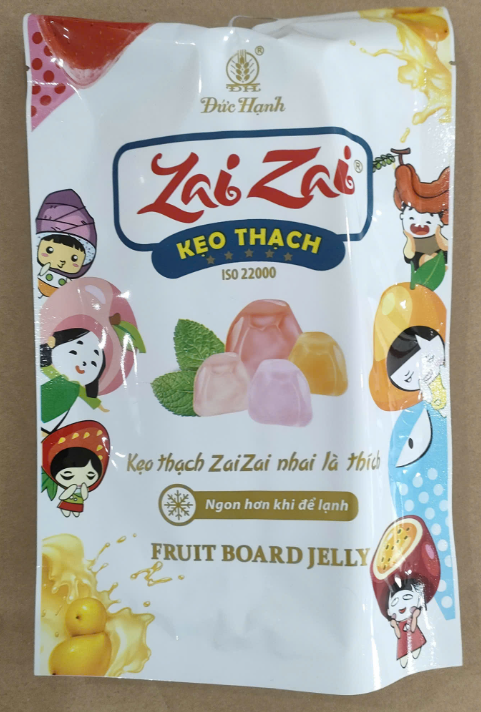 ®
ĐH
Đức Hạnh
Zai Zai®
KẸO THẠCH
ISO 22000
Kẹo thạch ZaiZai nhai là thích
Ngon hơn khi để lạnh
FRUIT BOARD JELLY